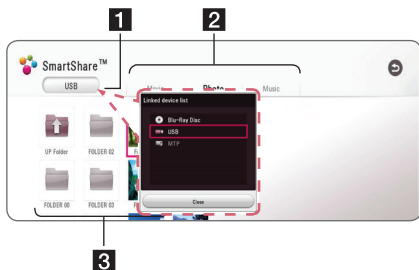 1
2
SmartShare™
USB
Movie Photo Music
Linked device list
Blu-Ray Disc
USB
MTP
Close
UP Folder
FOLDER 02
FOLDER 00
FOLDER 03
3